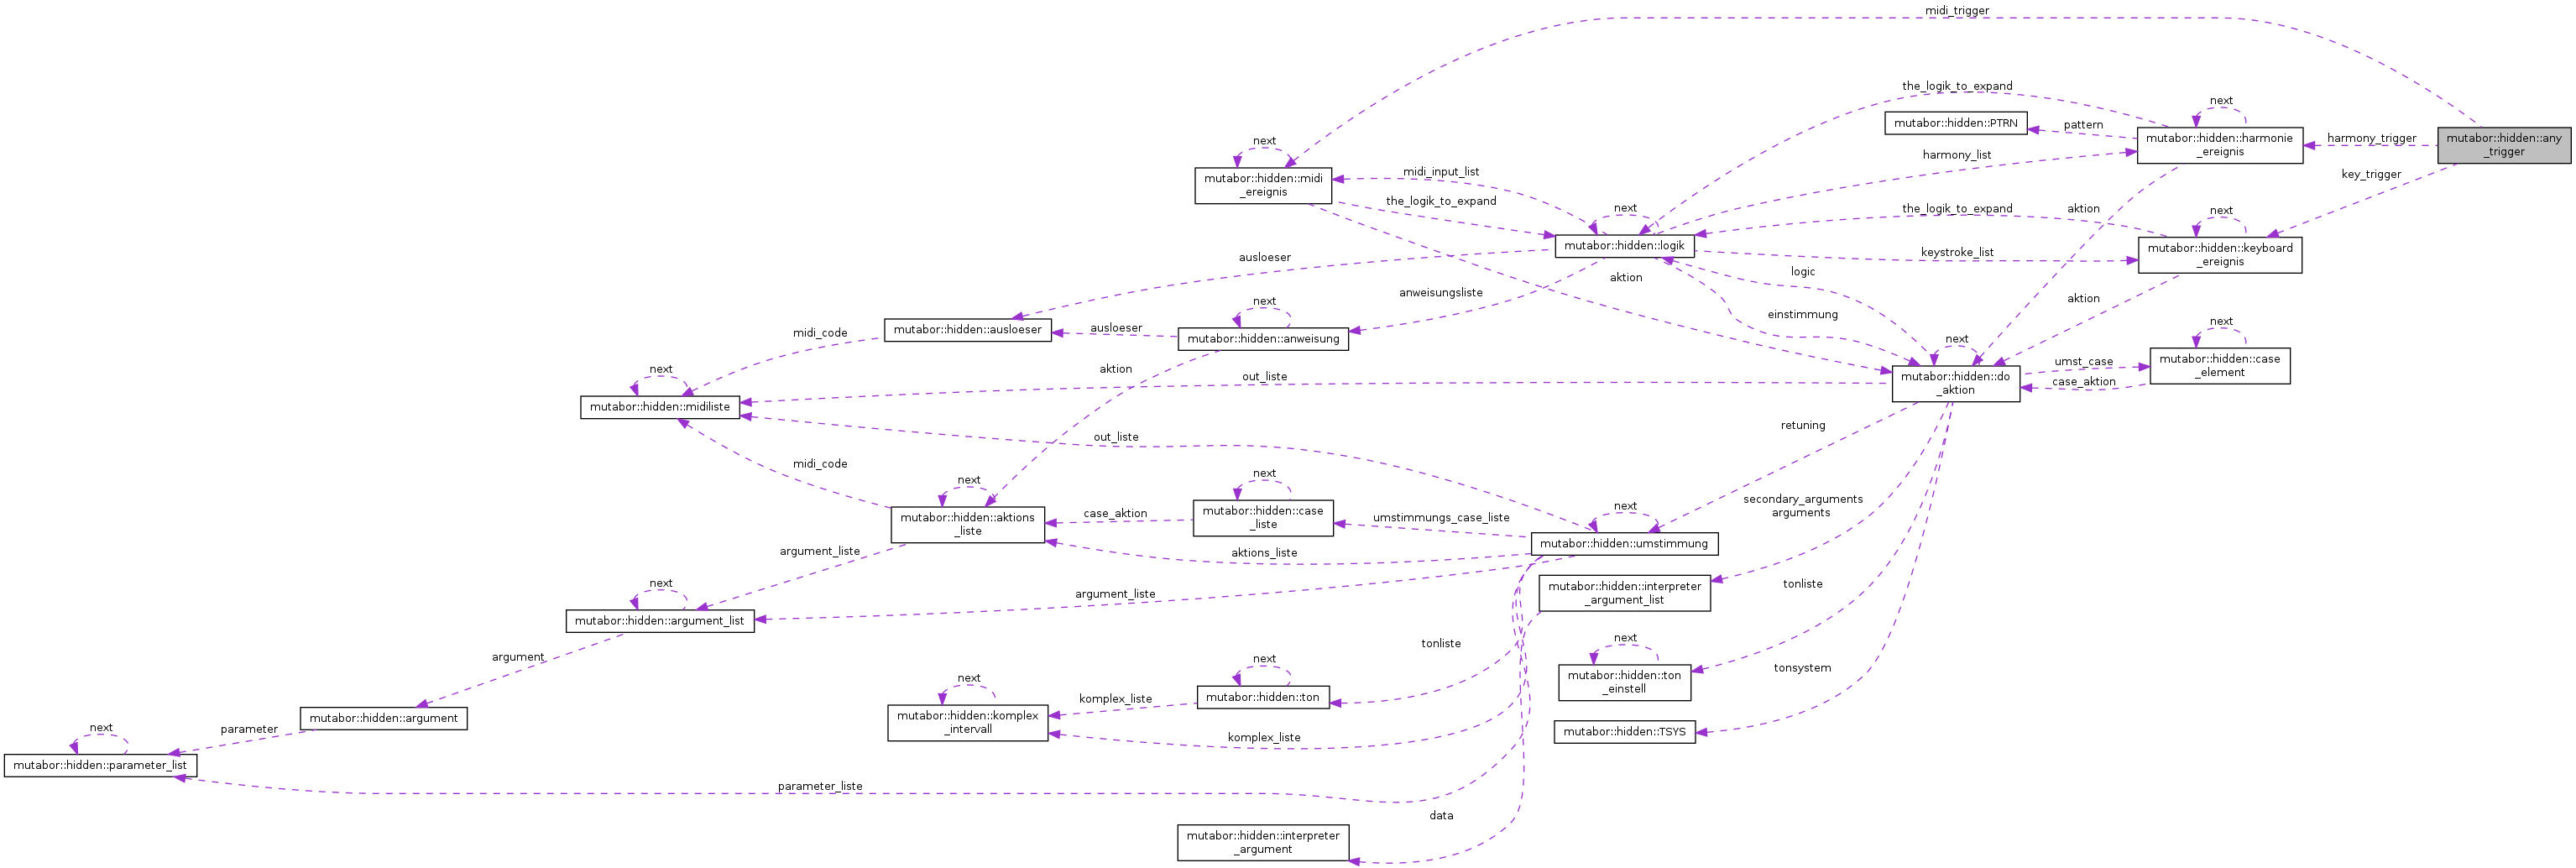 midi_trigger
the_logik_to_expand
next
mutabor::hidden::PTRN
pattern
mutabor::hidden::harmonie
_ereignis
harmony_trigger
mutabor::hidden::any
_trigger
next
mutabor::hidden::midi
_ereignis
midi_input_list
harmony_list
key_trigger
the_logik_to_expand
next
mutabor::hidden::logik
aktion
the_logik_to_expand
next
mutabor::hidden::keyboard
_ereignis
keystroke_list
ausloeser
aktion
logic
anweisungsliste
aktion
einstimmung
next
mutabor::hidden::anweisung
ausloeser
mutabor::hidden::ausloeser
midi_code
next
mutabor::hidden::case
_element
umst_case
case_aktion
next
mutabor::hidden::do
_aktion
aktion
out_liste
next
mutabor::hidden::midiliste
out_liste
retuning
midi_code
next
mutabor::hidden::aktions
_liste
case_aktion
next
mutabor::hidden::case
_liste
umstimmungs_case_liste
next
mutabor::hidden::umstimmung
secondary_arguments
arguments
aktions_liste
argument_liste
next
mutabor::hidden::argument_list
argument_liste
mutabor::hidden::interpreter
_argument_list
tonliste
argument
tonliste
next
mutabor::hidden::ton
_einstell
tonsystem
next
mutabor::hidden::ton
komplex_liste
next
mutabor::hidden::komplex
_intervall
komplex_liste
mutabor::hidden::TSYS
mutabor::hidden::argument
parameter
next
mutabor::hidden::parameter_list
parameter_liste
data
mutabor::hidden::interpreter
_argument